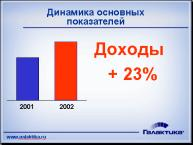 Динамика основных
показателей
Доходы
+ 23%
2001 2002
www.galaktika.ru
Галактика